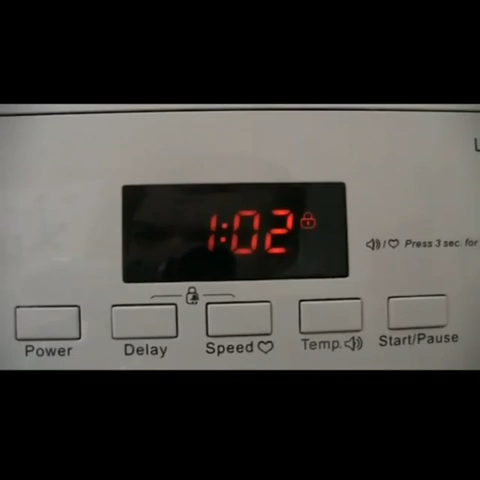 1:02
/ Press 3 sec. for
Power
Delay
Speed
Temp.
Start/Pause